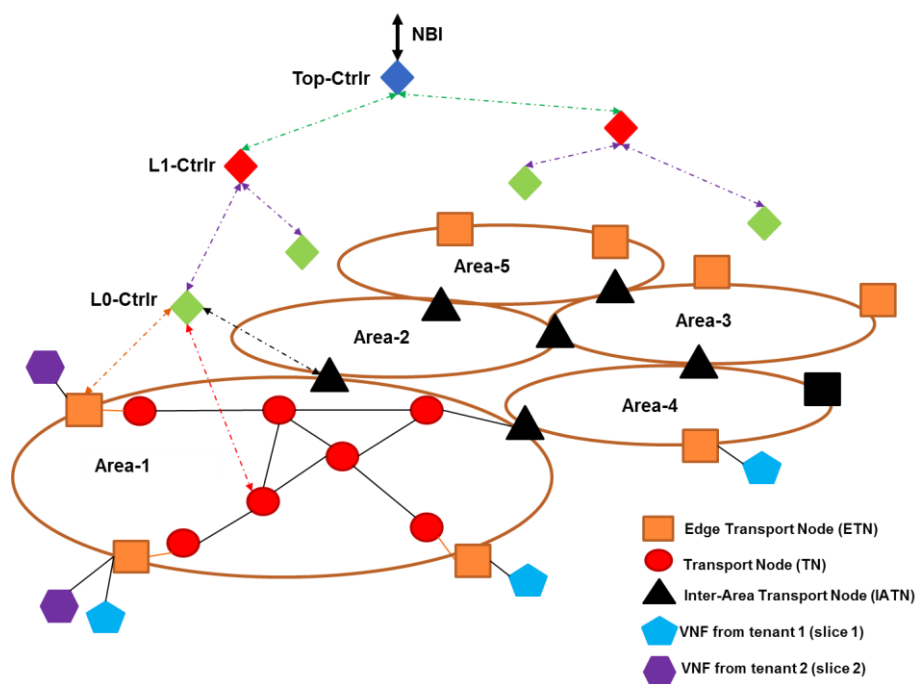 NBI
Top-Ctrlr
L1-Ctrlr
Area-5
L0-Ctrlr
Area-2
Area-3
Area-4
Area-1
Edge Transport Node (ETN)
Transport Node (TN)
Inter-Area Transport Node (IATN)
VNF from tenant 1 (slice 1)
VNF from tenant 2 (slice 2)